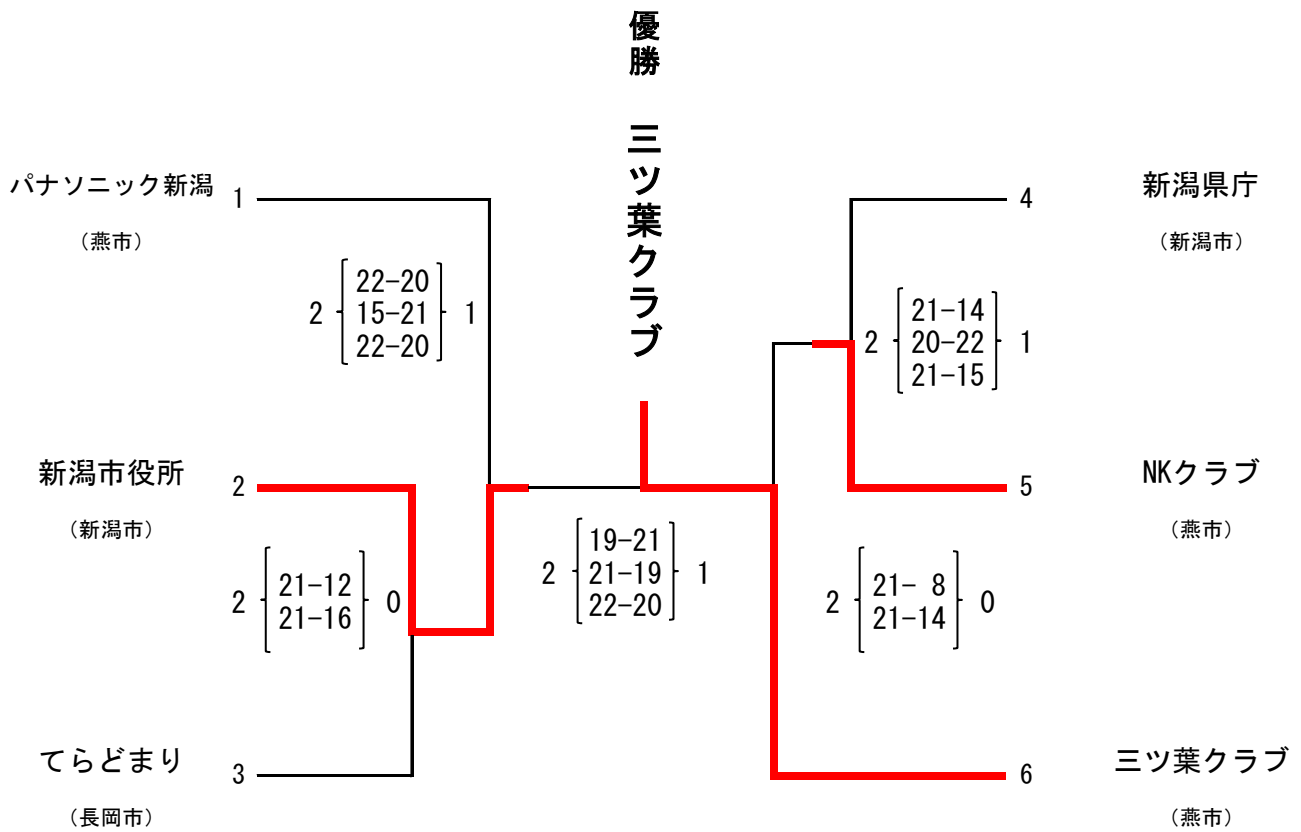 優勝 三ツ葉クラブ
パナソニック新潟 1
(燕市)
2 22-20 1
15-21
22-20
新潟市役所 2
(新潟市)
2 21-12 0
21-16
てらどまり 3
(長岡市)
2 19-21 1
21-19
22-20
4 新潟県庁
(新潟市)
2 21-14 1
20-22
21-15
5 NKクラブ
(燕市)
2 21- 8 0
21-14
6 三ツ葉クラブ
(燕市)